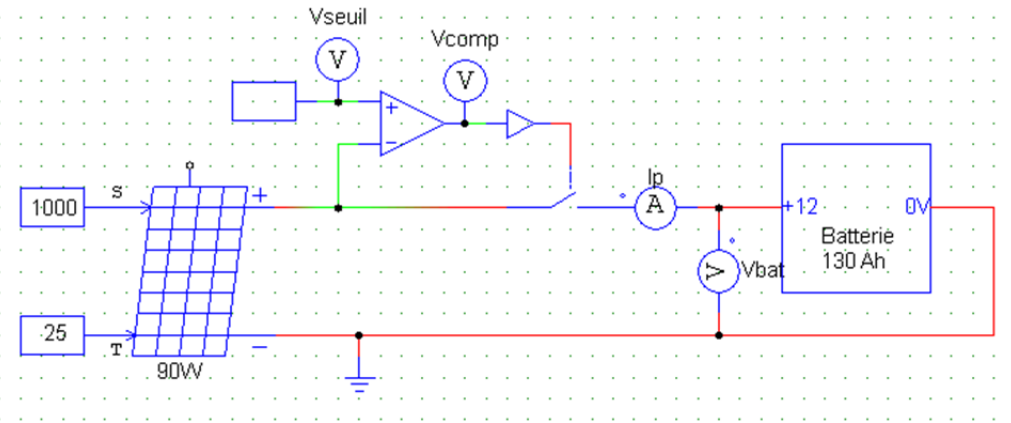 Vseuil
V
Vcomp
V
+
−
Ip
1000
S
+
A
+12
0V
Batterie
130 Ah
V
Vbat
25
T
−
90W